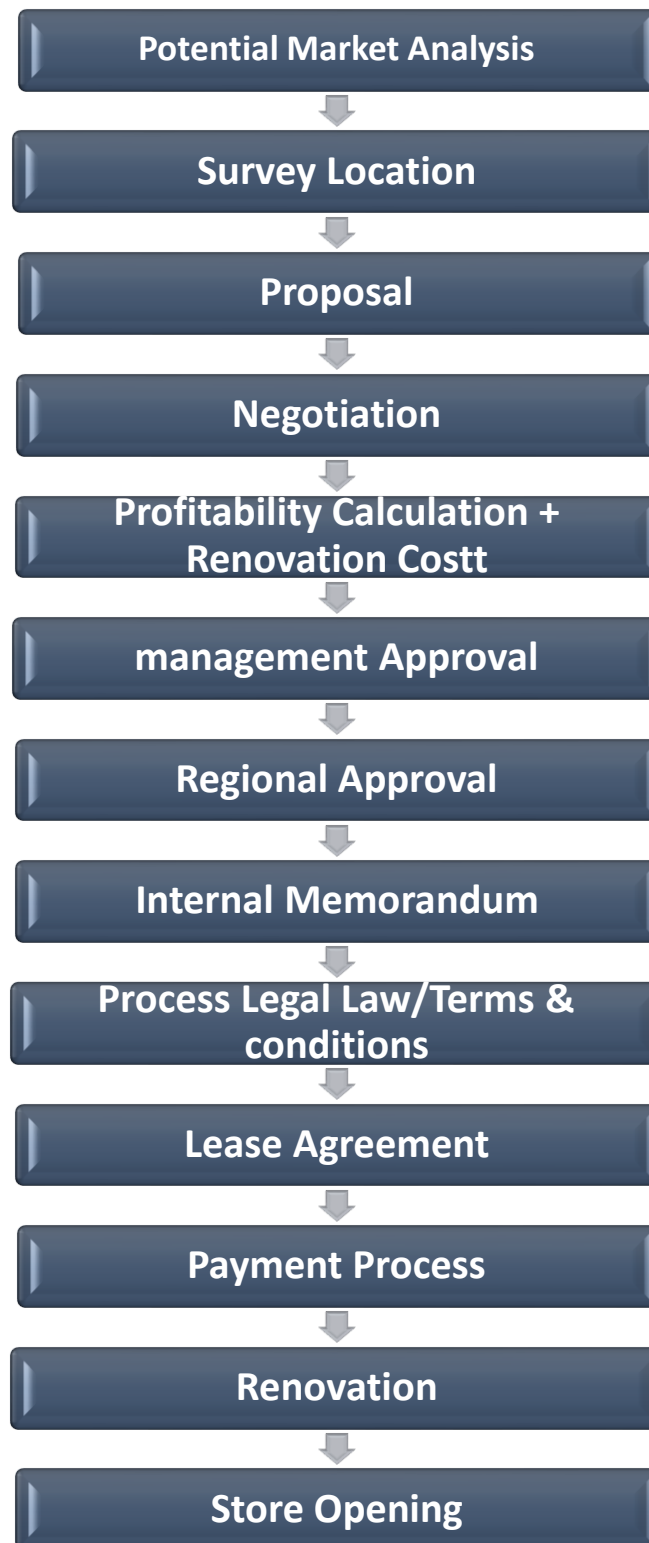 Potential Market Analysis
Survey Location
Proposal
Negotiation
Profitability Calculation +
Renovation Costt
management Approval
Regional Approval
Internal Memorandum
Process Legal Law/Terms &
conditions
Lease Agreement
Payment Process
Renovation
Store Opening